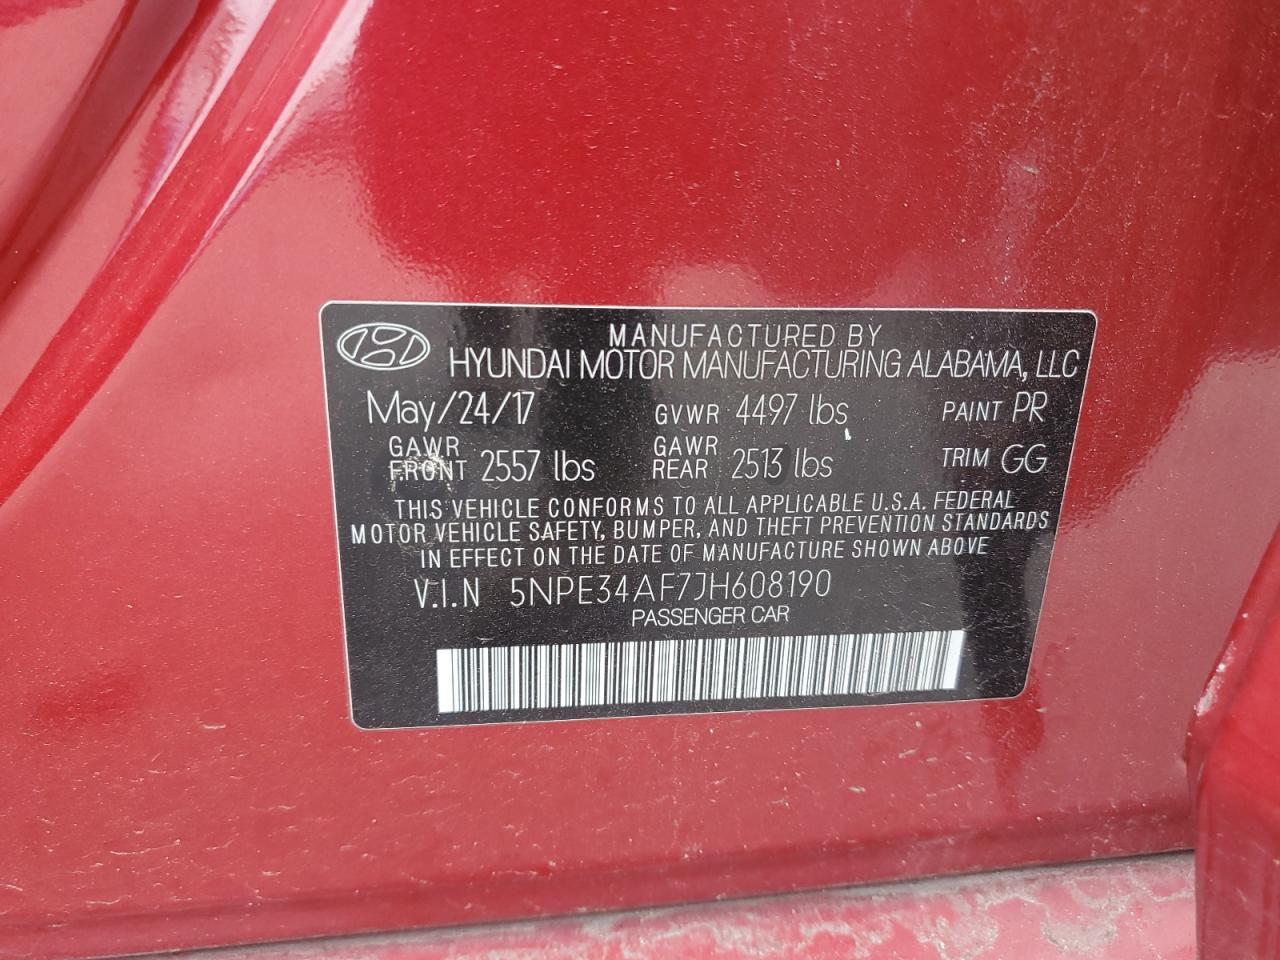 MANUFACTURED BY
HYUNDAI MOTOR MANUFACTURING ALABAMA, LLC
May/24/17 GVWR 4497 lbs PAINT PR
GAWR FRONT 2557 lbs GAWR REAR 2513 lbs TRIM GG
THIS VEHICLE CONFORMS TO ALL APPLICABLE U.S.A. FEDERAL
MOTOR VEHICLE SAFETY, BUMPER, AND THEFT PREVENTION STANDARDS
IN EFFECT ON THE DATE OF MANUFACTURE SHOWN ABOVE
V.I.N 5NPE34AF7JH608190
PASSENGER CAR